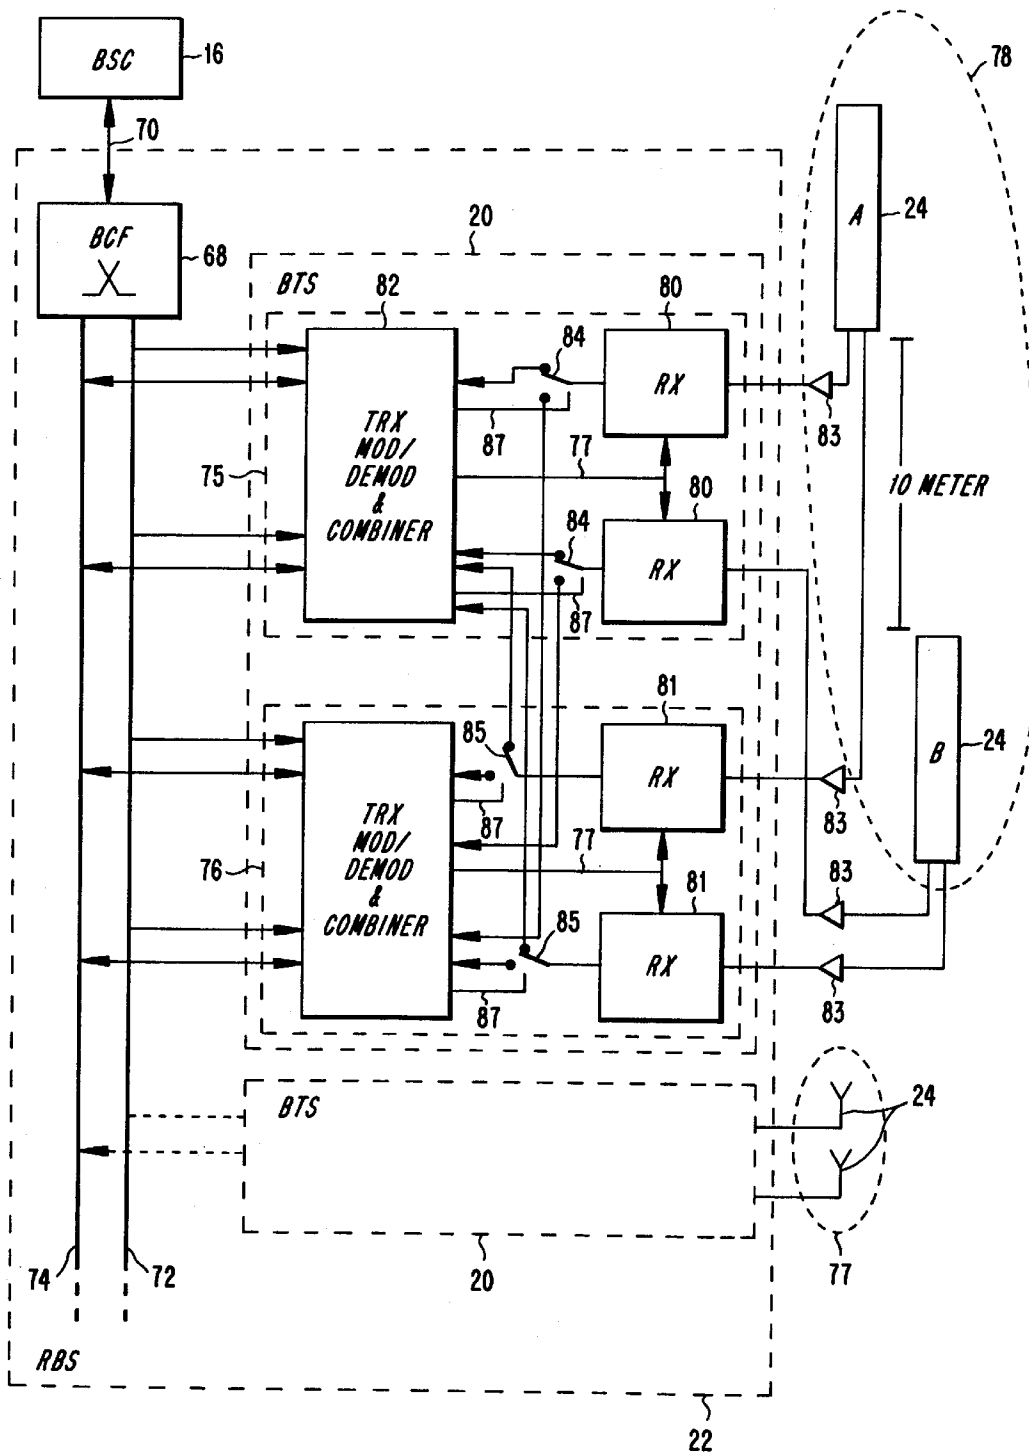 BSC
16
78
70
BCF
68
20
BTS
82
80
A
24
84
RX
TRX
MOD/
DEMOD
&
COMBINER
83
87
77
75
10 METER
80
84
RX
87
81
B
24
85
RX
TRX
MOD/
DEMOD
&
COMBINER
83
87
77
76
81
83
85
RX
87
83
BTS
24
74
72
20
77
RBS
22